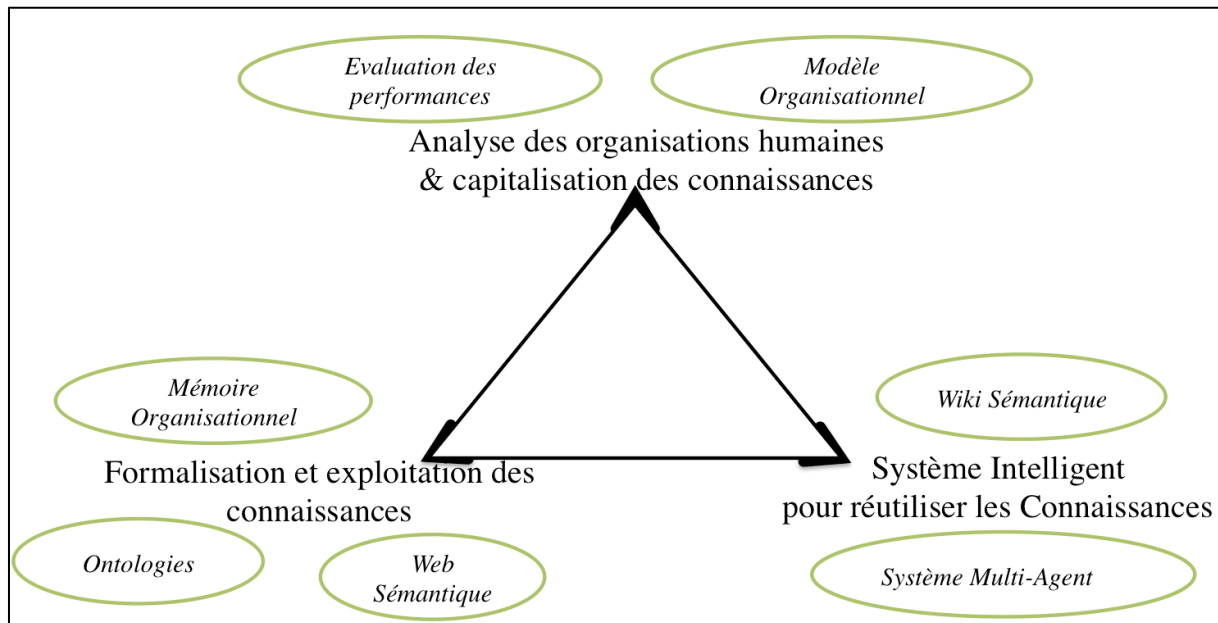 Evaluation des
performances
Modèle
Organisationnel
Analyse des organisations humaines
& capitalisation des connaissances
Mémoire
Organisationnel
Formalisation et exploitation des
connaissances
Ontologies
Web
Sémantique
Wiki Sémantique
Système Intelligent
pour réutiliser les Connaissances
Système Multi-Agent